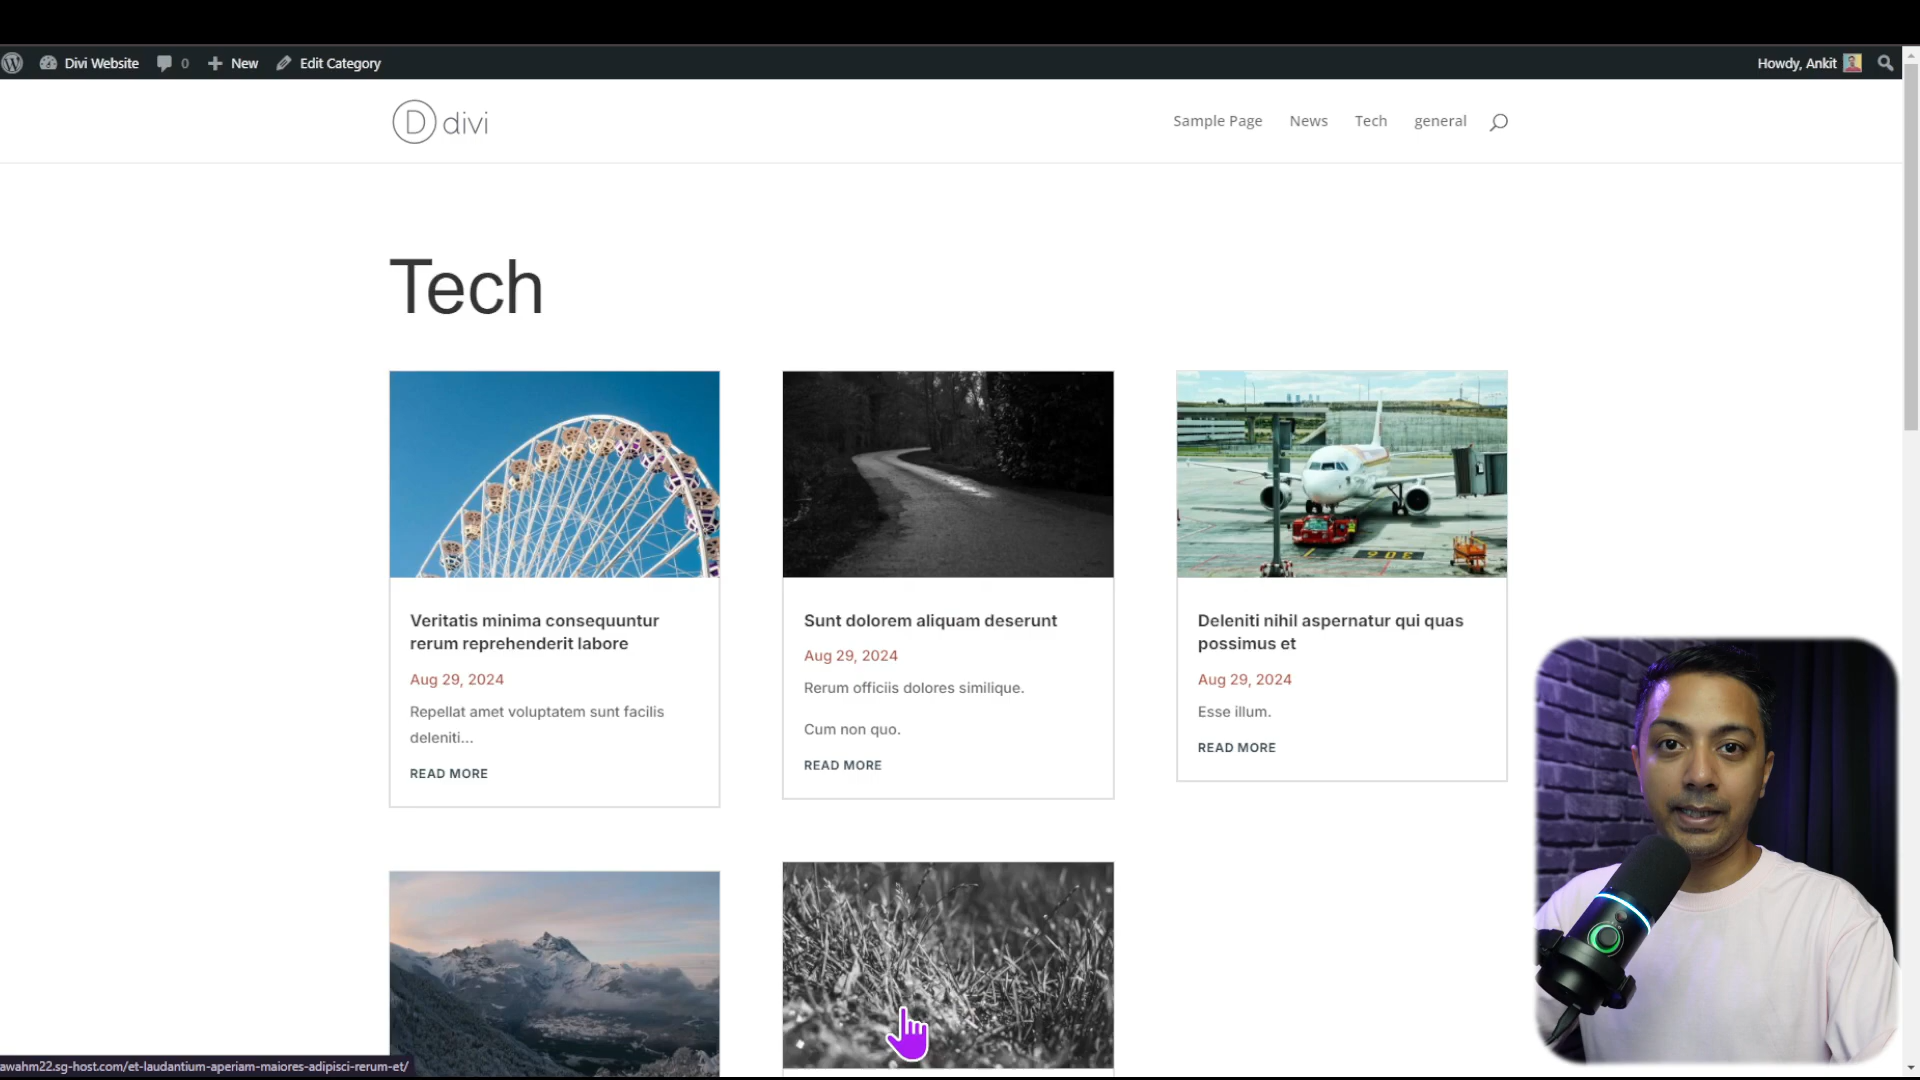 Divi Website
0
New
Edit Category
Howdy, Ankit
D divi
Sample Page
News
Tech
general
Tech
Veritatis minima consequuntur
rerum reprehenderit labore
Aug 29, 2024
Repellat amet voluptatem sunt facilis
deleniti...
READ MORE
Sunt dolorem aliquam deserunt
Aug 29, 2024
Rerum officiis dolores similique.
Cum non quo.
READ MORE
Deleniti nihil aspernatur qui quas
possimus et
Aug 29, 2024
Esse illum.
READ MORE
awahm22.sg-host.com/et-laudantium-aperiam-maiores-adipisci-rerum-et/